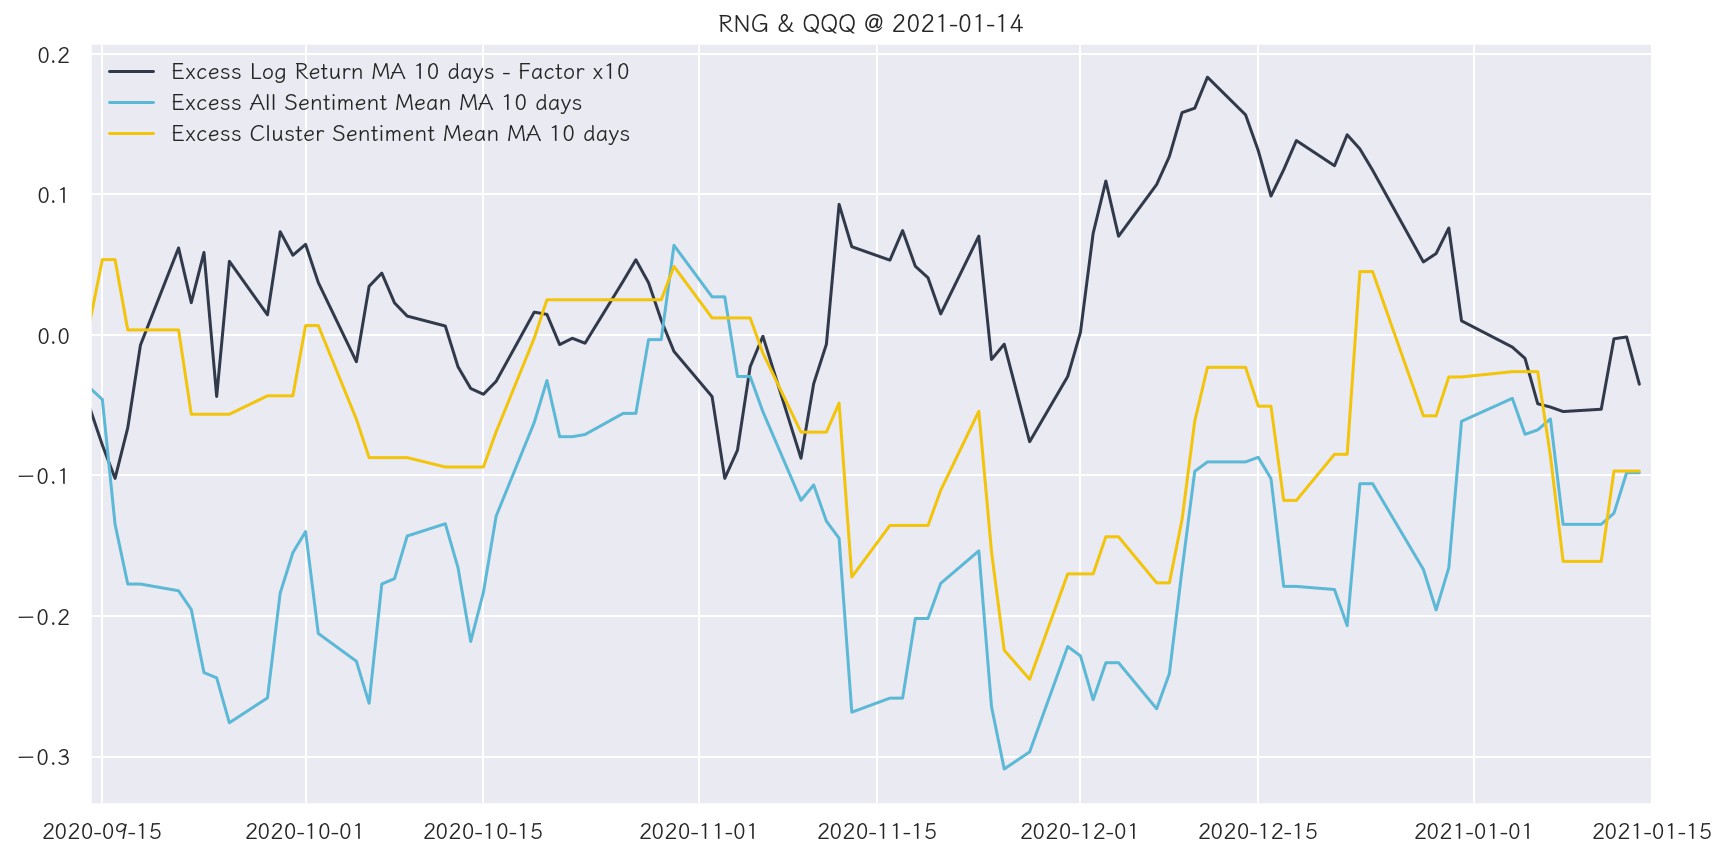 RNG & QQQ @ 2021-01-14
Excess Log Return MA 10 days - Factor x10
Excess All Sentiment Mean MA 10 days
Excess Cluster Sentiment Mean MA 10 days
0.2
0.1
0.0
−0.1
−0.2
−0.3
2020-09-15 2020-10-01 2020-10-15 2020-11-01 2020-11-15 2020-12-01 2020-12-15 2021-01-01 2021-01-15